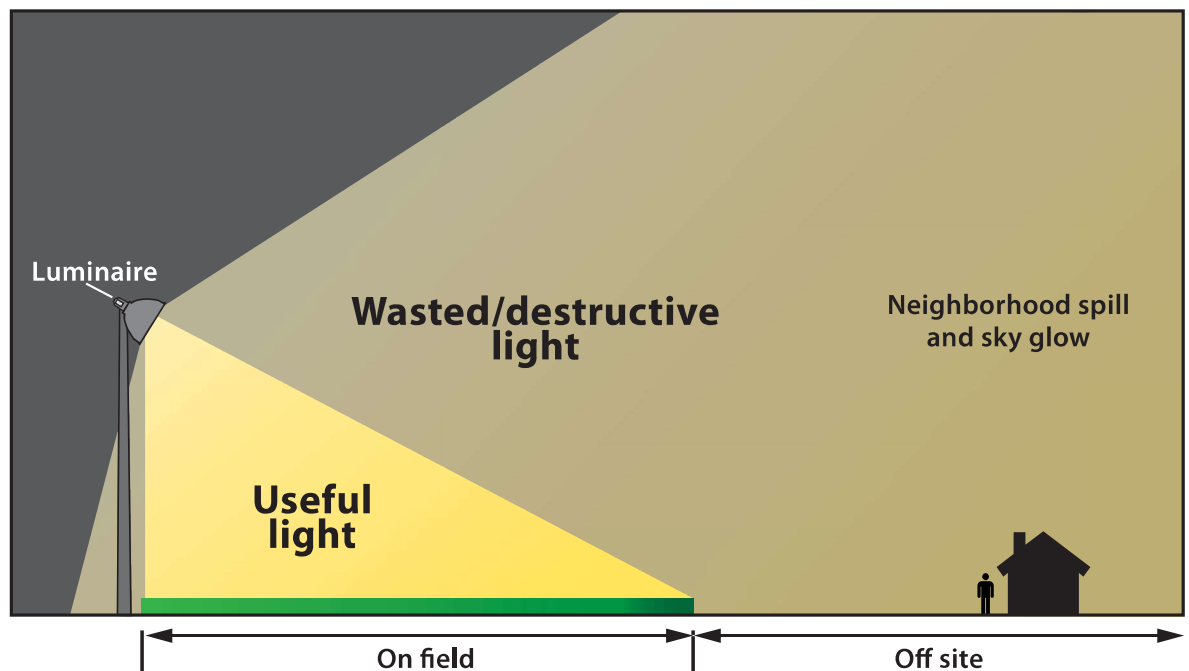 Luminaire
Wasted/destructive
light
Neighborhood spill
and sky glow
Useful
light
On field
Off site